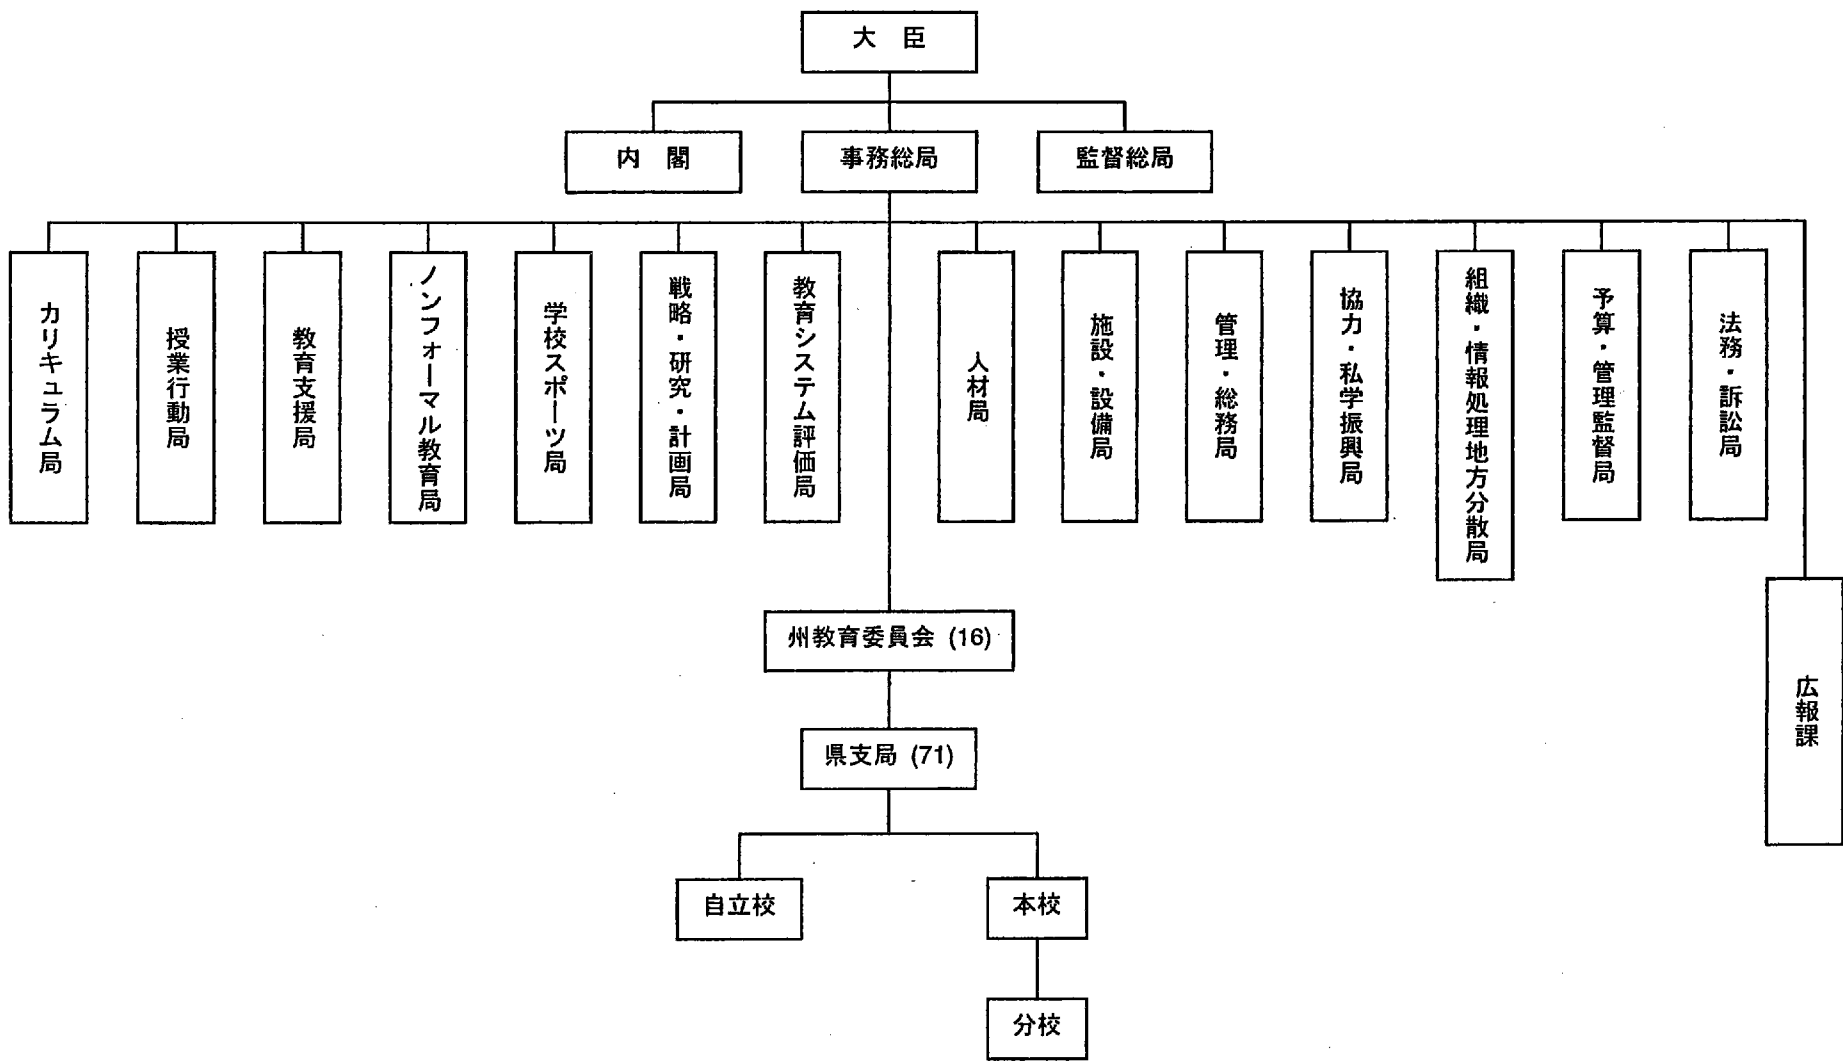 大 臣
内 閣
事務総局
監督総局
カリキュラム局
授業行動局
教育支援局
ノンフォーマル教育局
学校スポーツ局
戦略・研究・計画局
教育システム評価局
人材局
施設・設備局
管理・総務局
協力・私学振興局
組織・情報処理地方分散局
予算・管理監督局
法務・訴訟局
広報課
州教育委員会 (16)
県支局 (71)
自立校
本校
分校